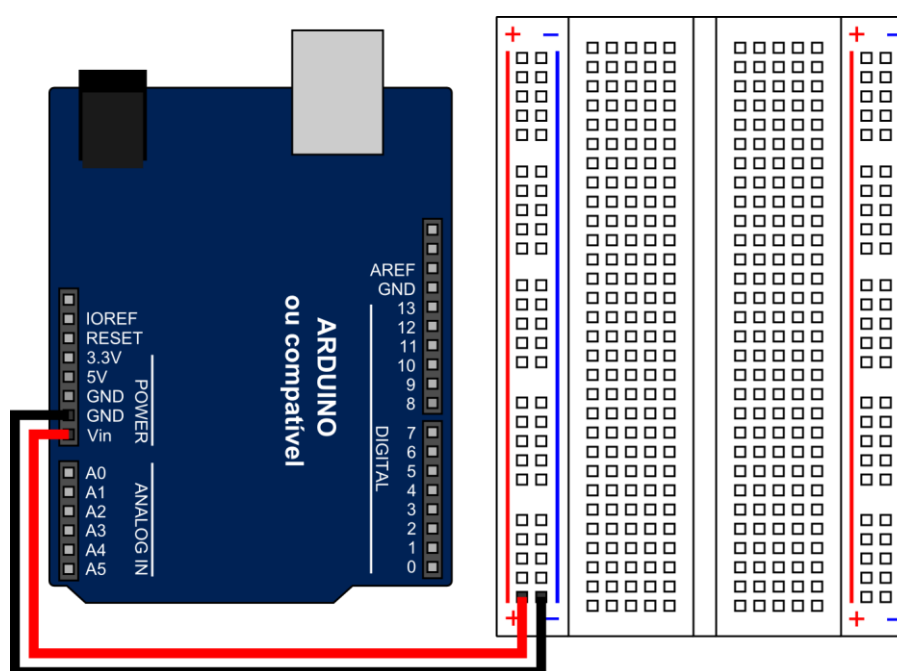 + − + −
AREF
GND
13
12
11
10
9
8
7
6
5
4
3
2
1
0
DIGITAL
ARDUINO
ou compatível
IOREF
RESET
3.3V
5V
GND
GND
Vin
POWER
A0
A1
A2
A3
A4
A5
ANALOG IN
+ − + −